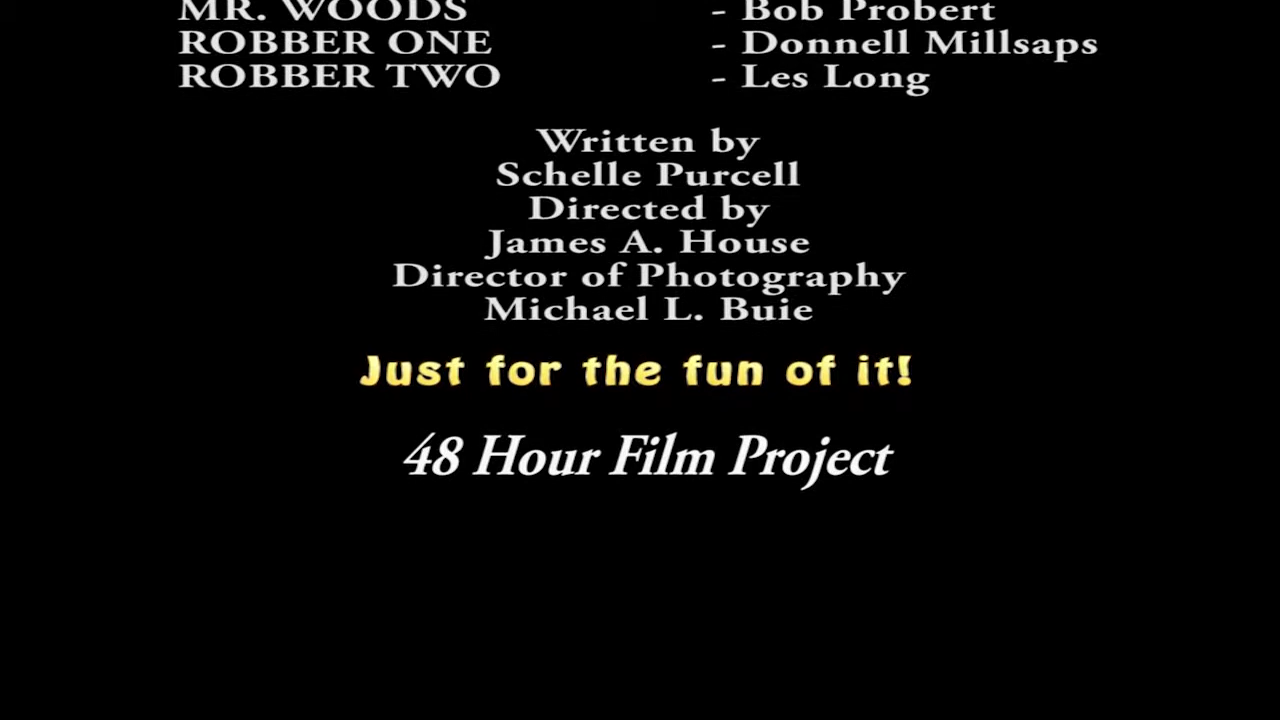 MR. WOODS - Bob Probert
ROBBER ONE - Donnell Millsaps
ROBBER TWO - Les Long
Written by
Schelle Purcell
Directed by
James A. House
Director of Photography
Michael L. Buie
Just for the fun of it!
48 Hour Film Project